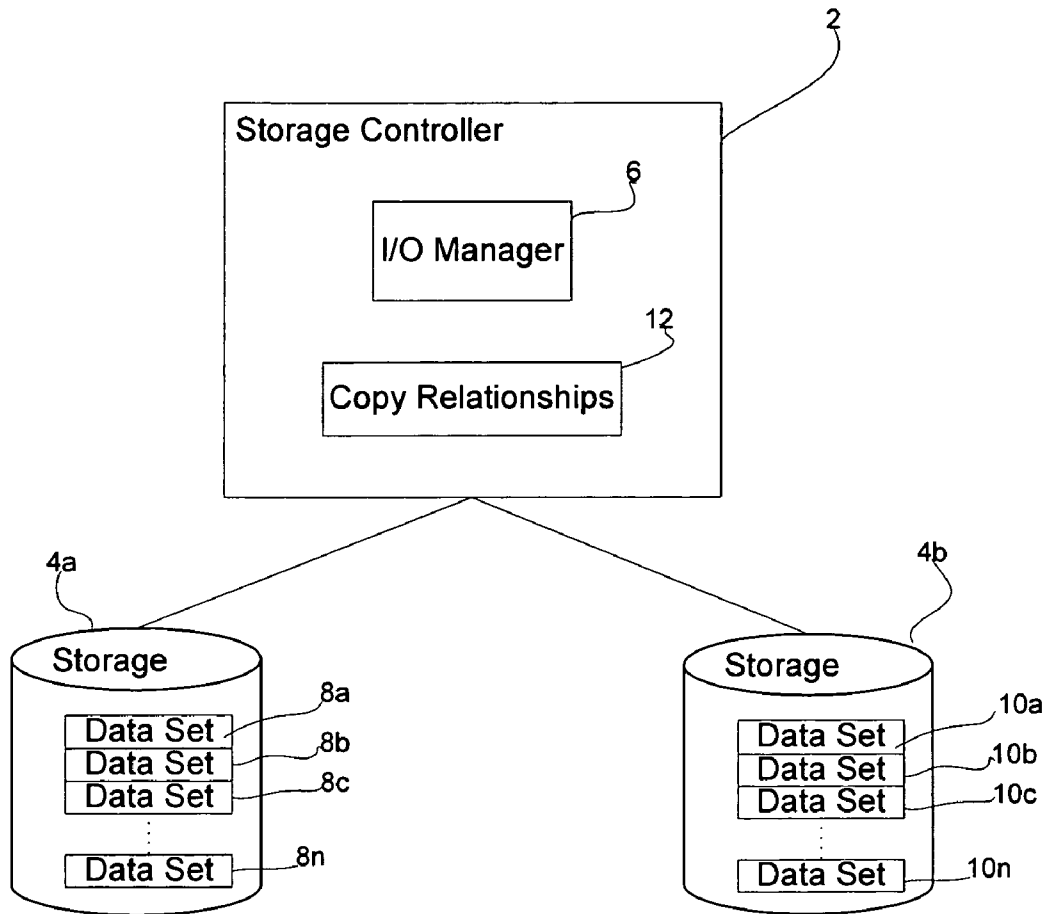 2
Storage Controller
6
I/O Manager
12
Copy Relationships
4a
Storage
Data Set
8a
Data Set
8b
Data Set
8c
Data Set
8n
4b
Storage
Data Set
10a
Data Set
10b
Data Set
10c
Data Set
10n